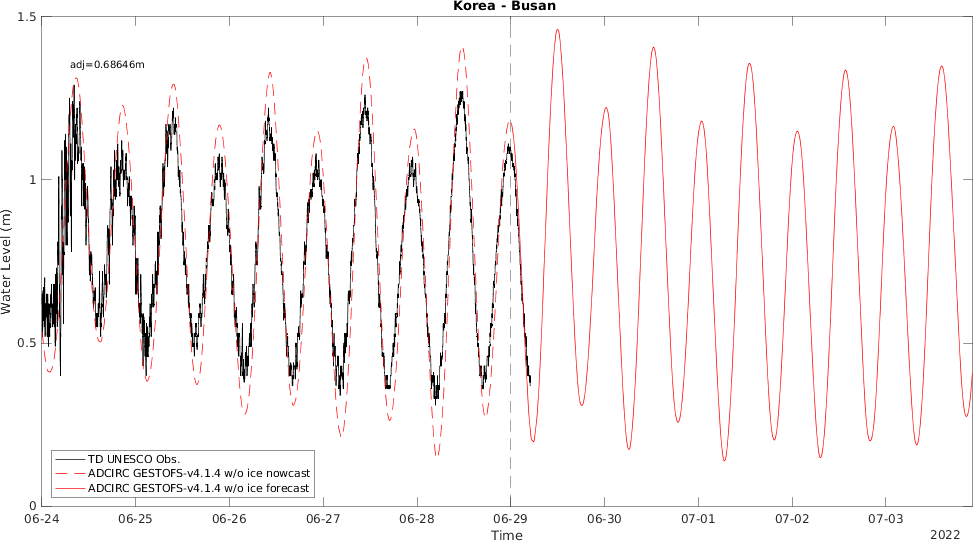 Korea - Busan
adj=0.68646m
1.5
1
0.5
0
Water Level (m)
TD UNESCO Obs.
ADCIRC GESTOFS-v4.1.4 w/o ice nowcast
ADCIRC GESTOFS-v4.1.4 w/o ice forecast
06-24 06-25 06-26 06-27 06-28 06-29 06-30 07-01 07-02 07-03
Time
2022